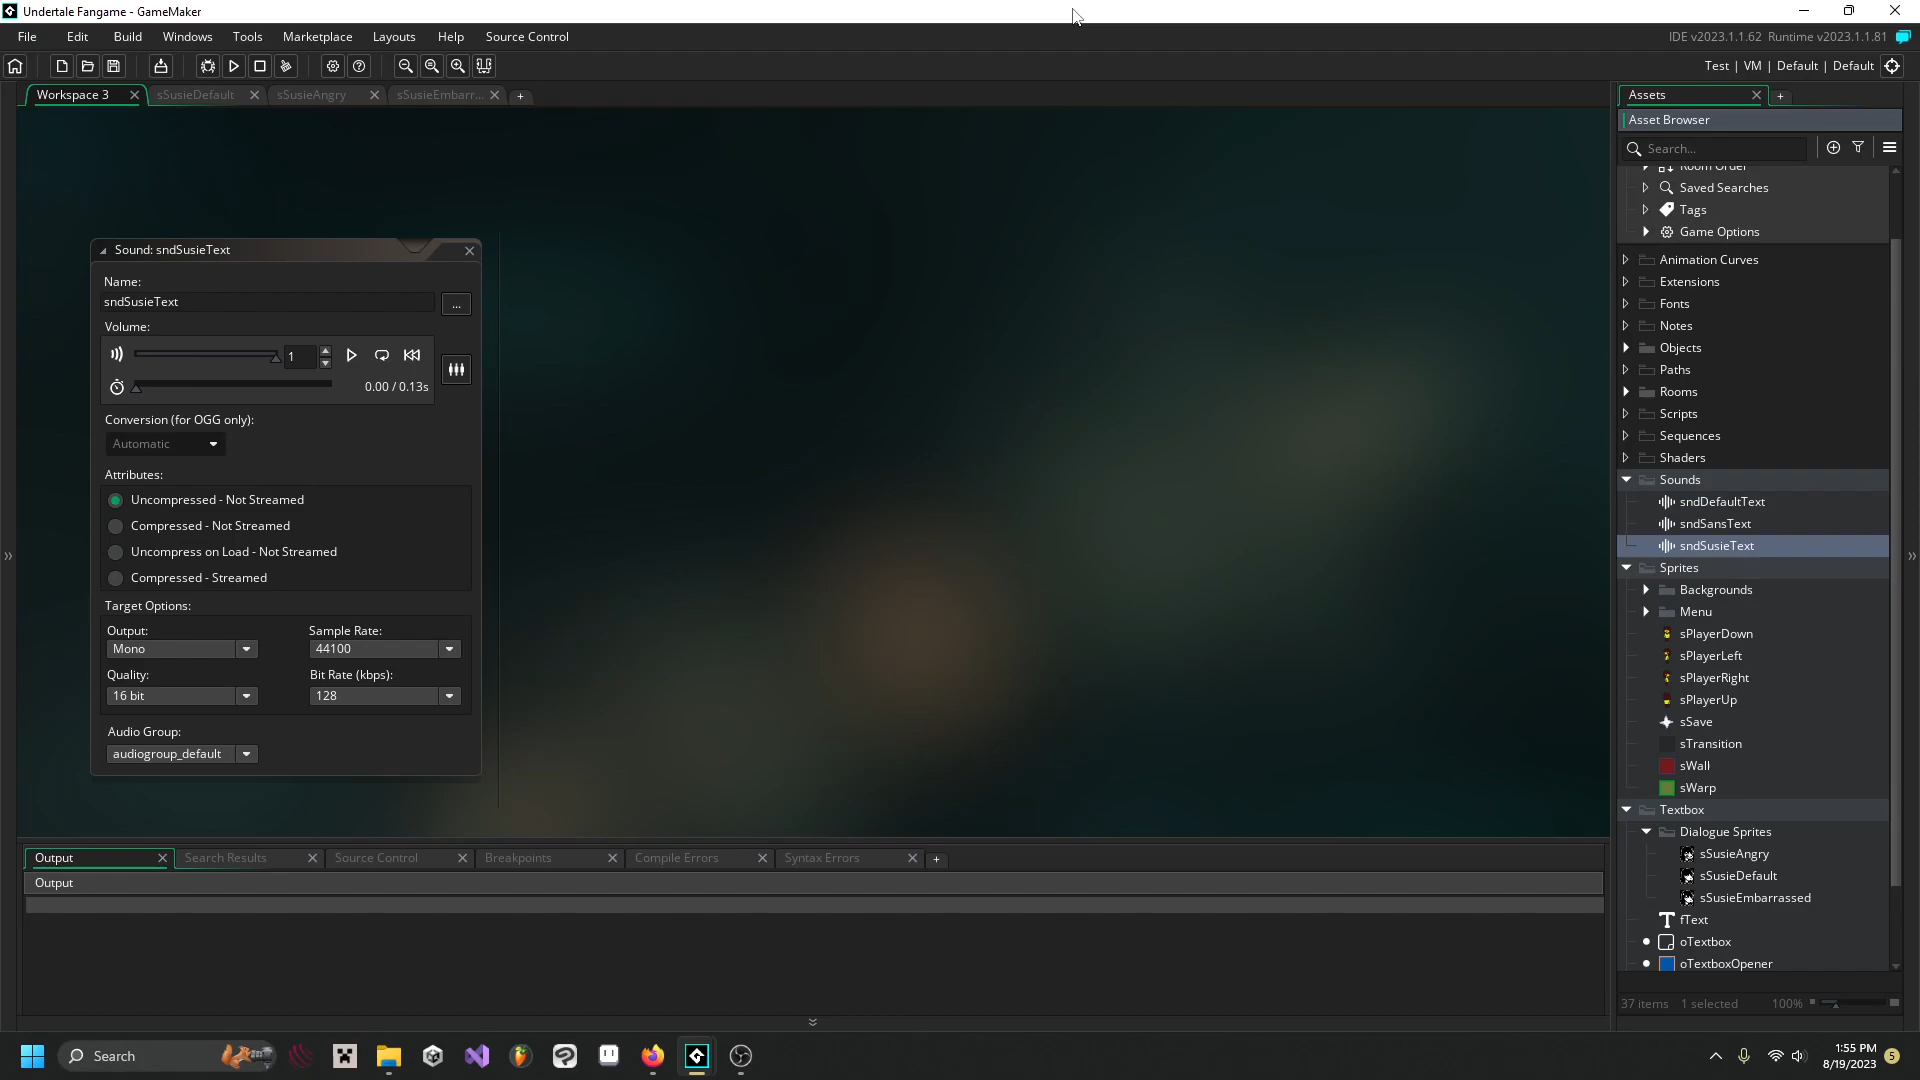 Undertale Fangame - GameMaker
File Edit Build Windows Tools Marketplace Layouts Help Source Control
IDE v2023.1.1.62 Runtime v2023.1.1.81
Test | VM | Default | Default
Workspace 3 sSusieDefault sSusieAngry sSusieEmbarr...
Sound: sndSusieText
Name:
sndSusieText
...
Volume:
1
0.00 / 0.13s
Conversion (for OGG only):
Automatic
Attributes:
Uncompressed - Not Streamed
Compressed - Not Streamed
Uncompress on Load - Not Streamed
Compressed - Streamed
Target Options:
Output: Sample Rate:
Mono 44100
Quality: Bit Rate (kbps):
16 bit 128
Audio Group:
audiogroup_default
Output Search Results Source Control Breakpoints Compile Errors Syntax Errors
Output
Assets
Asset Browser
Search...
Room Order
Saved Searches
Tags
Game Options
Animation Curves
Extensions
Fonts
Notes
Objects
Paths
Rooms
Scripts
Sequences
Shaders
Sounds
sndDefaultText
sndSansText
sndSusieText
Sprites
Backgrounds
Menu
sPlayerDown
sPlayerLeft
sPlayerRight
sPlayerUp
sSave
sTransition
sWall
sWarp
Textbox
Dialogue Sprites
sSusieAngry
sSusieDefault
sSusieEmbarrassed
fText
oTextbox
oTextboxOpener
37 items 1 selected 100%
Search
1:55 PM
8/19/2023
5